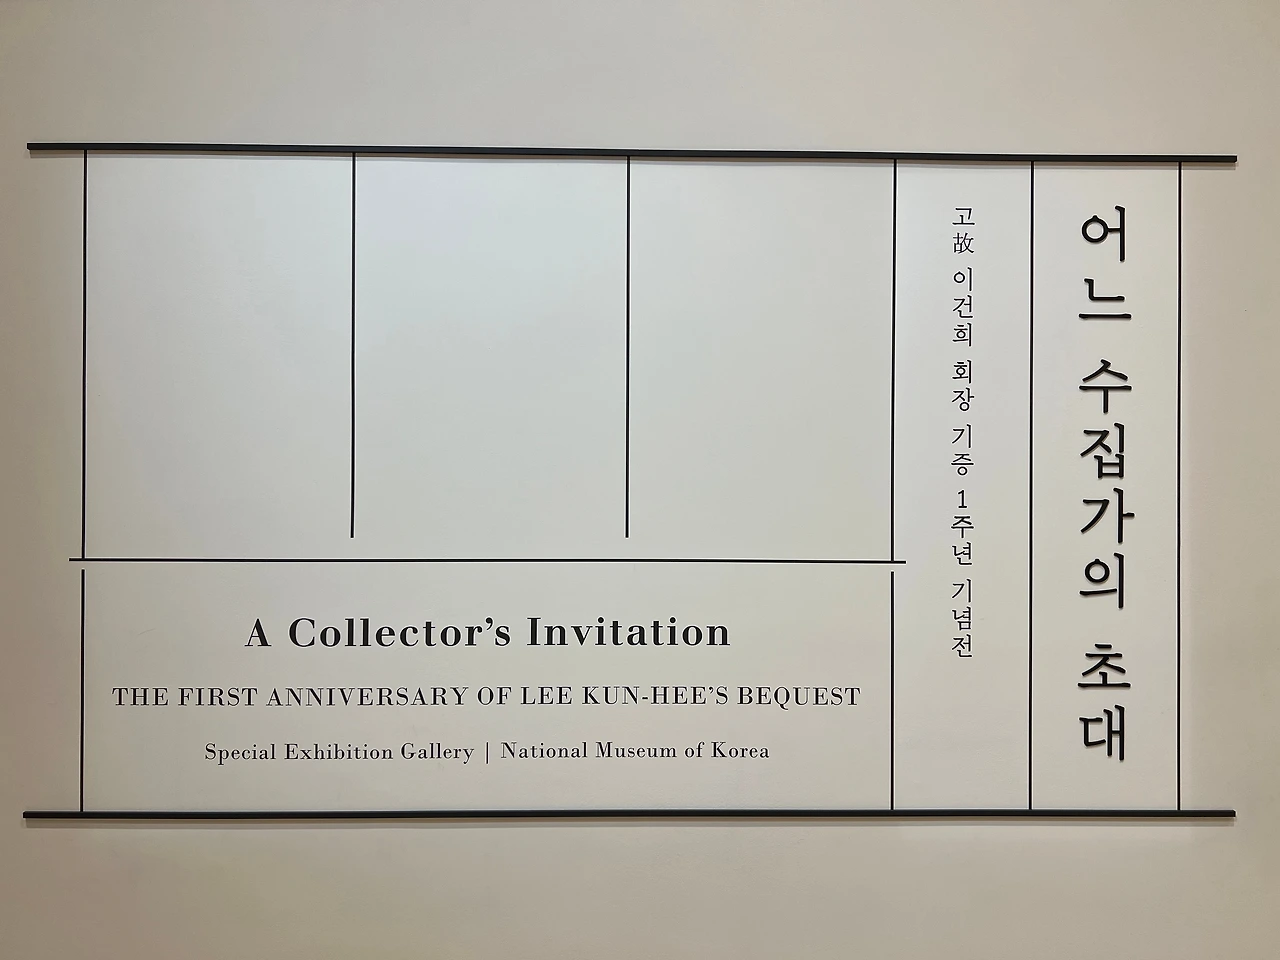 어느 수집가의 초대
고故 이건희 회장 기증 1주년 기념전
A Collector’s Invitation
THE FIRST ANNIVERSARY OF LEE KUN-HEE’S BEQUEST
Special Exhibition Gallery | National Museum of Korea